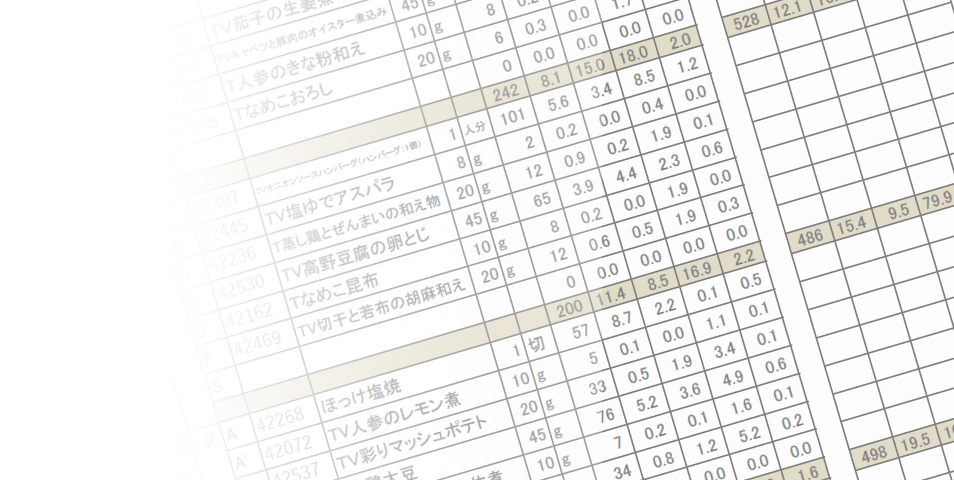 TV茄子の生姜煮
TVキャベツと豚肉のオイスター煮込み 45 g 8 0.2
T人参のきな粉和え 10 g 6 0.3 0.0 1.7
Tなめこおろし 20 g 0 0.0 0.0 0.0 0.0
242 8.1 15.0 18.0 2.0
42397 TVオニオンソースハンバーグ(ハンバーグ:1個) 1 人分 101 5.6 3.4 8.5 1.2
42445 TV塩ゆでアスパラ 8 g 2 0.2 0.0 0.4 0.0
42236 T蒸し鶏とぜんまいの和え物 20 g 12 0.9 0.2 1.9 0.1
42530 TV高野豆腐の卵とじ 45 g 65 3.9 4.4 2.3 0.6
42162 Tなめこ昆布 10 g 8 0.2 0.0 1.9 0.0
F 42469 TV切干と若布の胡麻和え 20 g 12 0.6 0.5 1.9 0.3
S 0 0.0 0.0 0.0 0.0
200 11.4 8.5 16.9 2.2
A 42268 ほっけ塩焼 1 切 57 8.7 2.2 0.1 0.5
A' 42072 TV人参のレモン煮 10 g 5 0.1 0.0 1.1 0.1
42537 TV彩りマッシュポテト 20 g 33 0.5 1.9 3.4 0.1
大豆 45 g 76 5.2 3.6 4.9 0.6
10 g 7 0.2 0.1 1.6 0.1
34 0.8 1.2 5.2 0.2
0.0 0.0 0.0
1.6
528 12.1
486 15.4 9.5 79.9
498 19.5